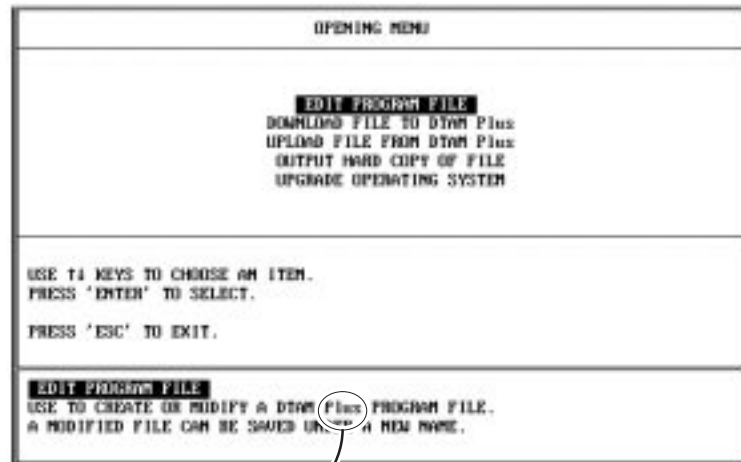 OPENING MENU
EDIT PROGRAM FILE
DOWNLOAD FILE TO DTAM Plus
UPLOAD FILE FROM DTAM Plus
OUTPUT HARD COPY OF FILE
UPGRADE OPERATING SYSTEM
USE ↑↓ KEYS TO CHOOSE AN ITEM.
PRESS 'ENTER' TO SELECT.
PRESS 'ESC' TO EXIT.
EDIT PROGRAM FILE
USE TO CREATE OR MODIFY A DTAM Plus PROGRAM FILE.
A MODIFIED FILE CAN BE SAVED UNDER A NEW NAME.